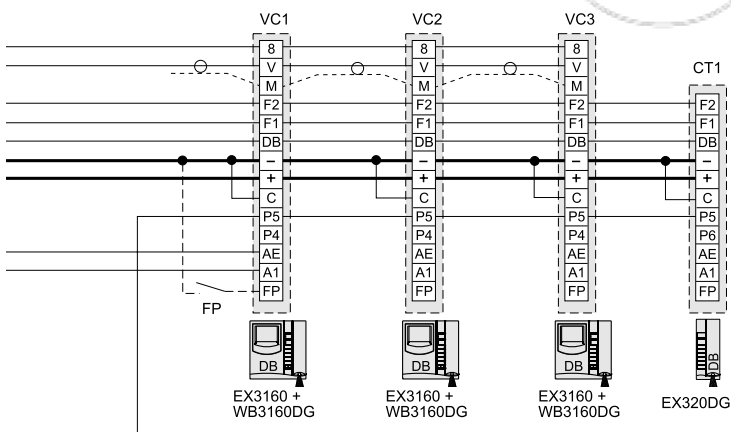 VC1 VC2 VC3
CT1
8 8 8
V V V
M M M
F2 F2 F2 F2
F1 F1 F1 F1
DB DB DB DB
– – – –
+ + + +
C C C C
P5 P5 P5 P5
P4 P4 P4 P6
AE AE AE AE
A1 A1 A1 A1
FP FP FP FP
FP
DB DB DB DB
EX3160 + EX3160 + EX3160 +
WB3160DG WB3160DG WB3160DG
EX320DG